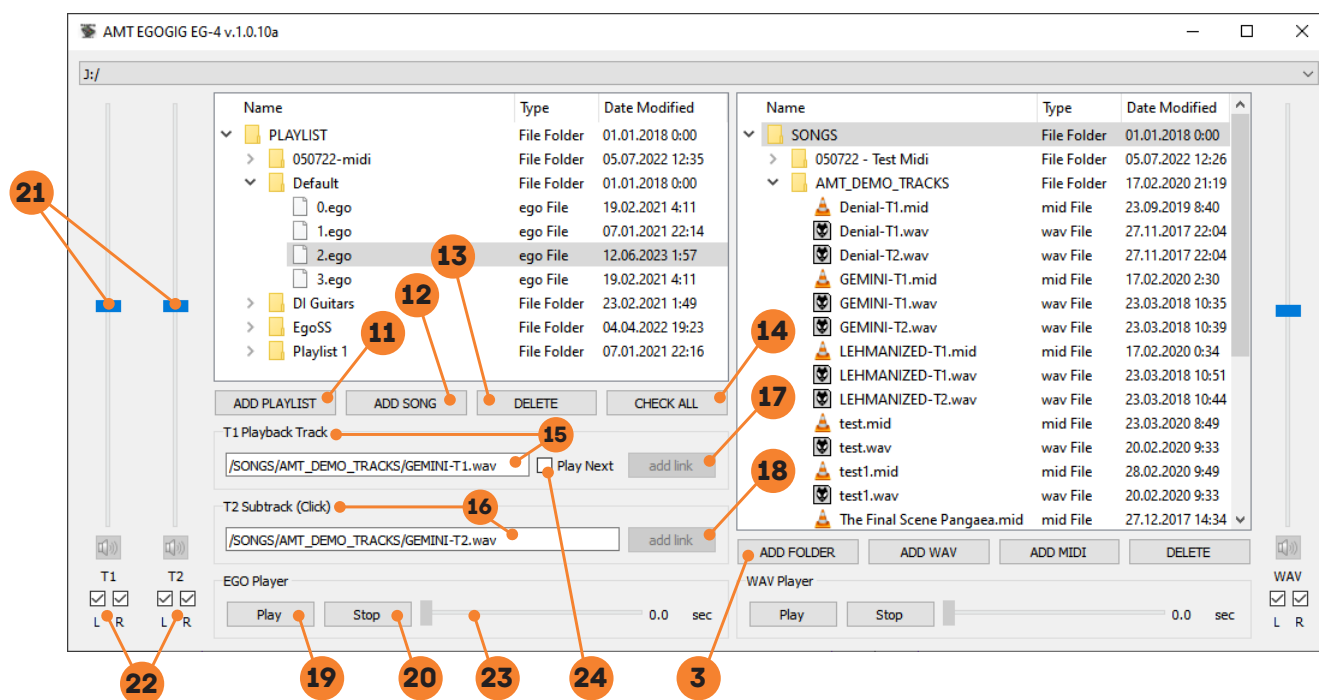 AMT EGOGIG EG-4 v.1.0.10a
J:/
Name Type Date Modified
PLAYLIST File Folder 01.01.2018 0:00
050722-midi File Folder 05.07.2022 12:35
Default File Folder 01.01.2018 0:00
0.ego ego File 19.02.2021 4:11
1.ego ego File 07.01.2021 22:14
2.ego ego File 12.06.2023 1:57
3.ego ego File 19.02.2021 4:11
DI Guitars File Folder 23.02.2021 1:49
EgoSS File Folder 04.04.2022 19:23
Playlist 1 File Folder 07.01.2021 22:16
21
13
12
11
14
ADD PLAYLIST ADD SONG DELETE CHECK ALL
T1 Playback Track 15 17
/SONGS/AMT_DEMO_TRACKS/GEMINI-T1.wav Play Next add link
T2 Subtrack (Click) 16 18
/SONGS/AMT_DEMO_TRACKS/GEMINI-T2.wav add link
T1 T2
L R L R
EGO Player
Play Stop 0.0 sec
Name Type Date Modified
SONGS File Folder 01.01.2018 0:00
050722 - Test Midi File Folder 05.07.2022 12:26
AMT_DEMO_TRACKS File Folder 17.02.2020 21:19
Denial-T1.mid mid File 23.09.2019 8:40
Denial-T1.wav wav File 27.11.2017 22:04
Denial-T2.wav wav File 27.11.2017 22:04
GEMINI-T1.mid mid File 17.02.2020 2:30
GEMINI-T1.wav wav File 23.03.2018 10:35
GEMINI-T2.wav wav File 23.03.2018 10:39
LEHMANIZED-T1.mid mid File 17.02.2020 0:34
LEHMANIZED-T1.wav wav File 23.03.2018 10:51
LEHMANIZED-T2.wav wav File 23.03.2018 10:44
test.mid mid File 23.03.2020 8:49
test.wav wav File 20.02.2020 9:33
test1.mid mid File 28.02.2020 9:49
test1.wav wav File 20.02.2020 9:33
The Final Scene Pangaea.mid mid File 27.12.2017 14:34
ADD FOLDER ADD WAV ADD MIDI DELETE
WAV Player
Play Stop 0.0 sec
WAV
L R
22 19 20 23 24 3